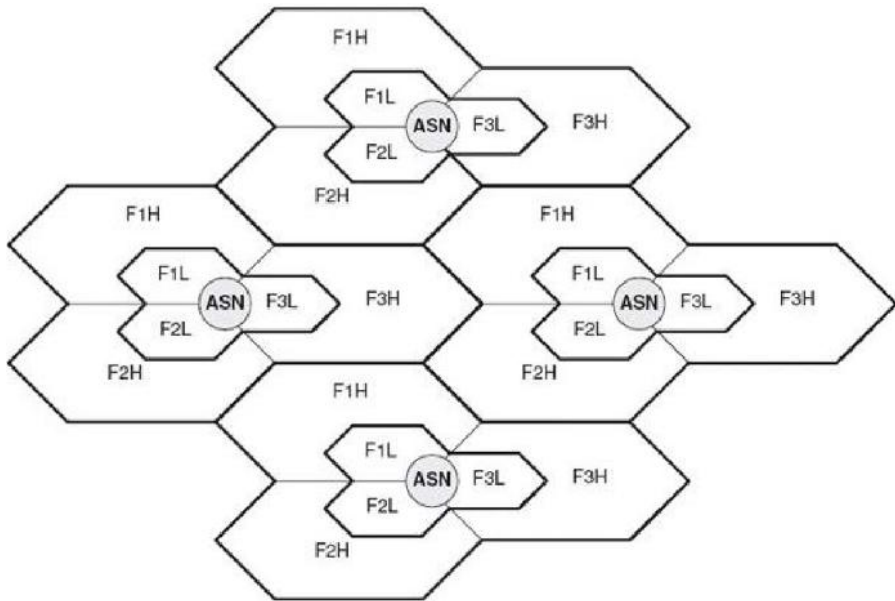 F1H
F1L
ASN F3L F3H
F2L
F2H
F1H F1H
F1L F1L
ASN F3L F3H ASN F3L F3H
F2L F2L
F2H F2H
F1H
F1L
ASN F3L F3H
F2L
F2H